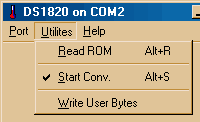 DS1820 on COM2
Port Utilites Help
Read ROM Alt+R
Start Conv. Alt+S
Write User Bytes